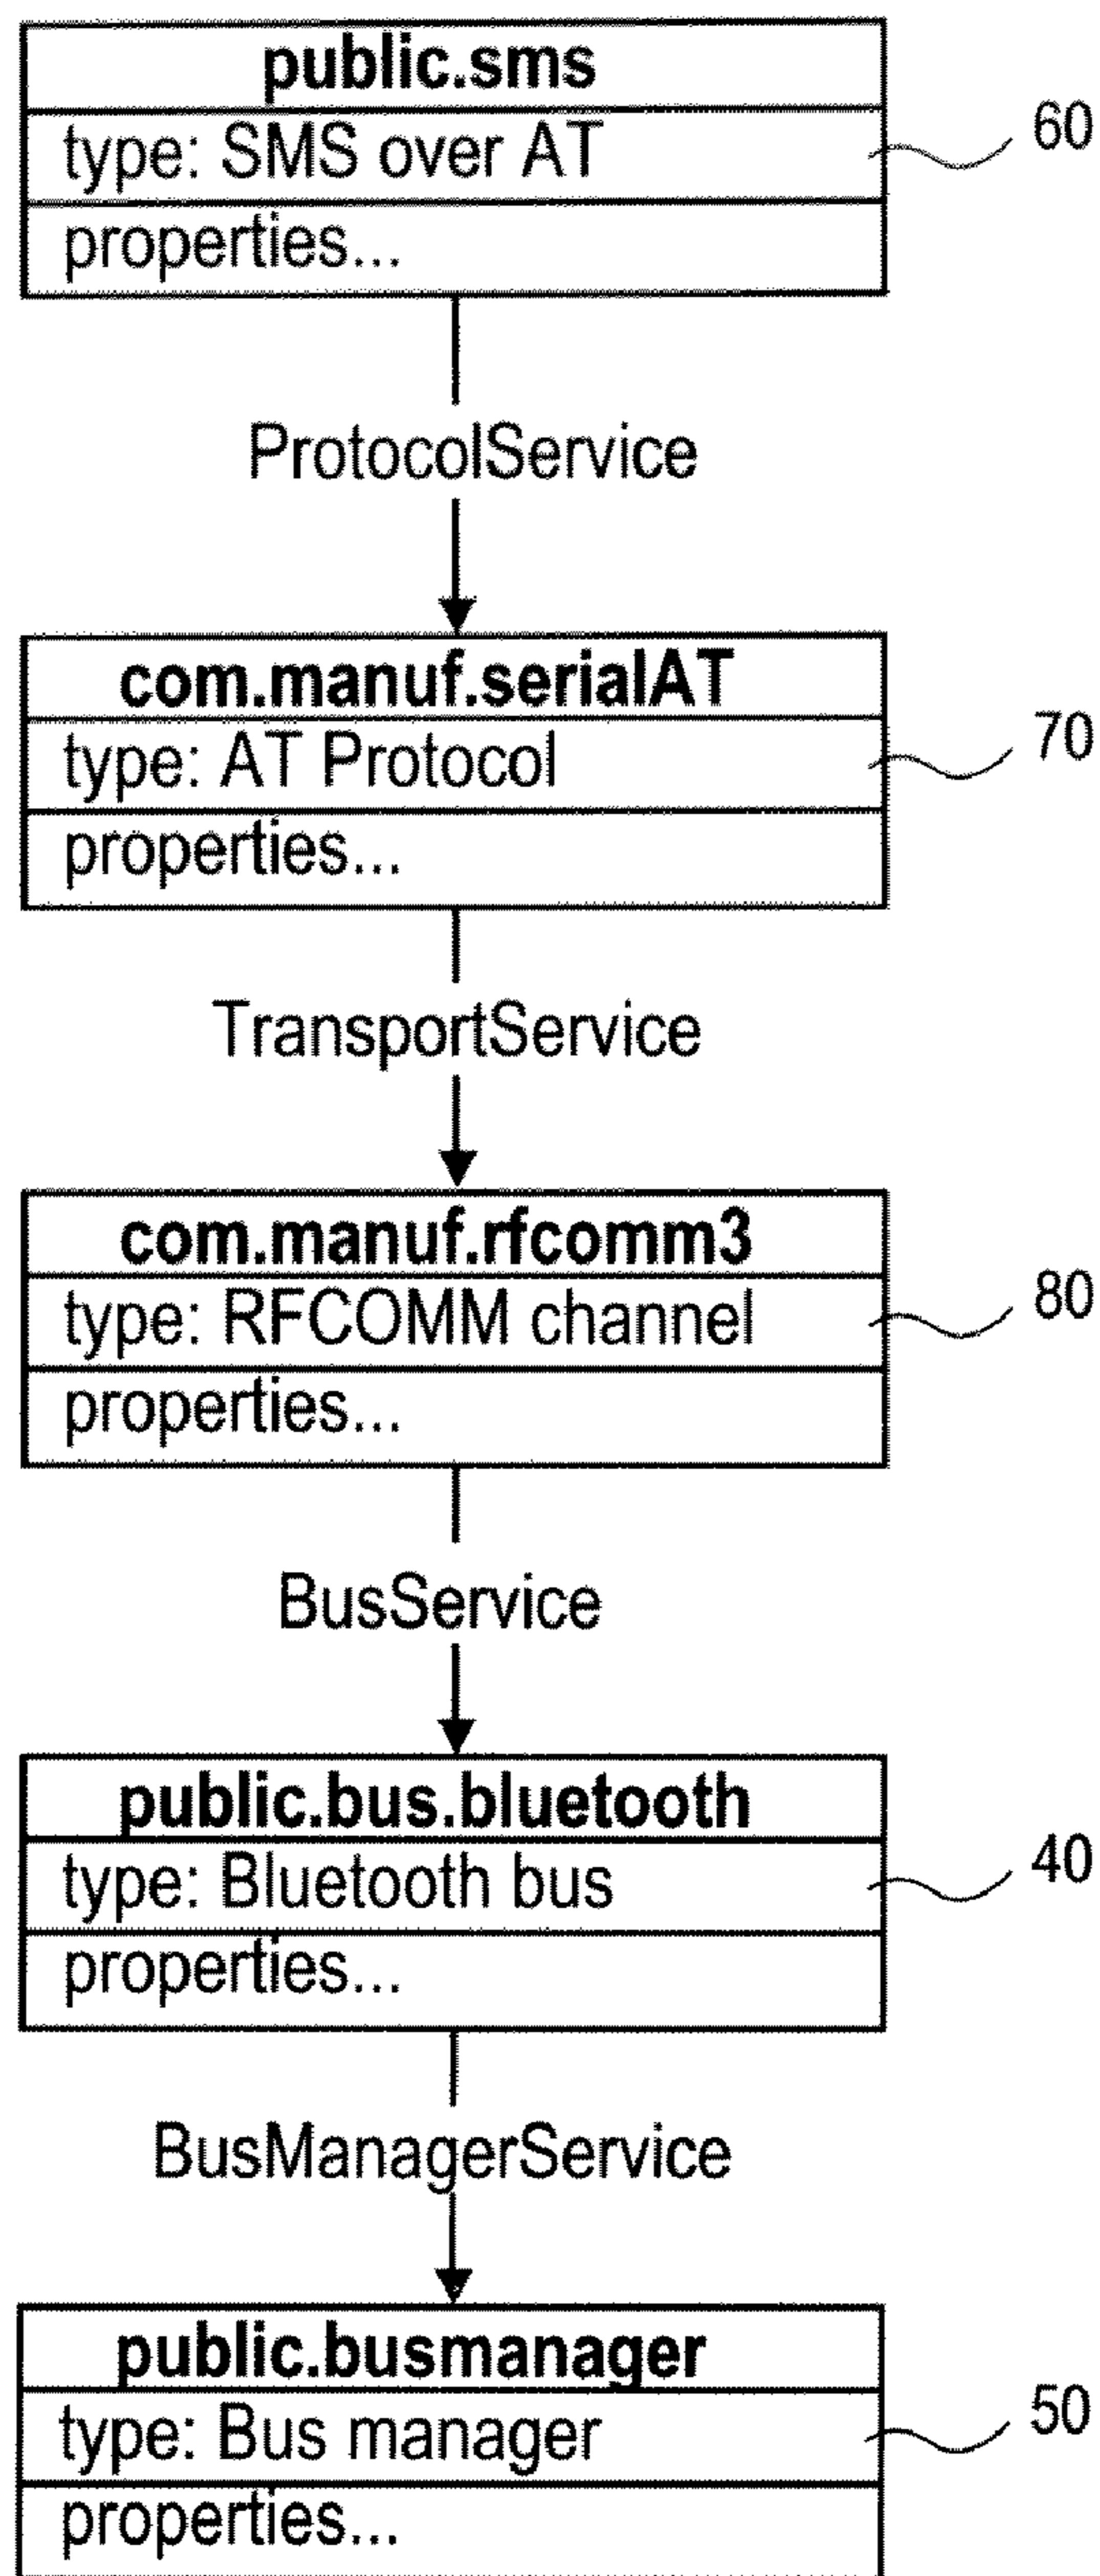 public.sms
type: SMS over AT
60
properties...
ProtocolService
com.manuf.serialAT
type: AT Protocol
70
properties...
TransportService
com.manuf.rfcomm3
type: RFCOMM channel
80
properties...
BusService
public.bus.bluetooth
type: Bluetooth bus
40
properties...
BusManagerService
public.busmanager
type: Bus manager
50
properties...